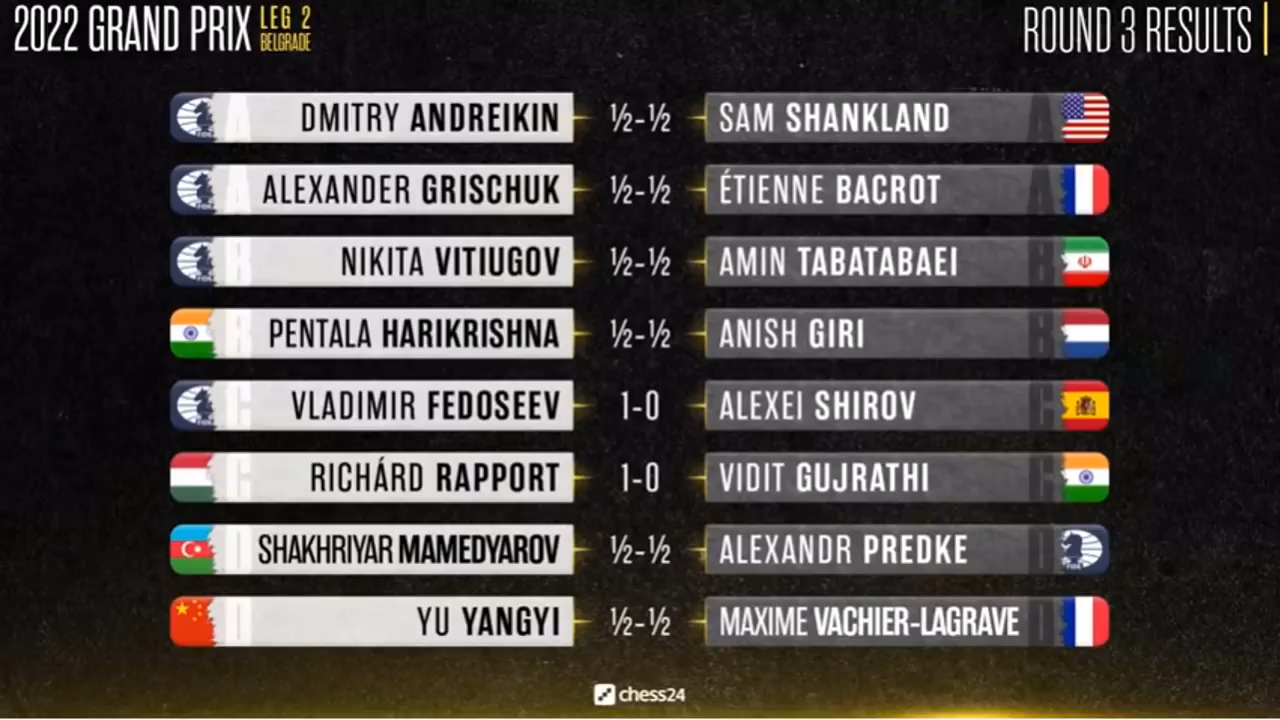 2022 GRAND PRIX LEG 2 BELGRADE
ROUND 3 RESULTS
DMITRY ANDREIKIN ½-½ SAM SHANKLAND
ALEXANDER GRISCHUK ½-½ ÉTIENNE BACROT
NIKITA VITIUGOV ½-½ AMIN TABATABAEI
PENTALA HARIKRISHNA ½-½ ANISH GIRI
VLADIMIR FEDOSEEV 1-0 ALEXEI SHIROV
RICHÁRD RAPPORT 1-0 VIDIT GUJRATHI
SHAKHRIYAR MAMEDYAROV ½-½ ALEXANDR PREDKE
YU YANGYI ½-½ MAXIME VACHIER-LAGRAVE
chess24